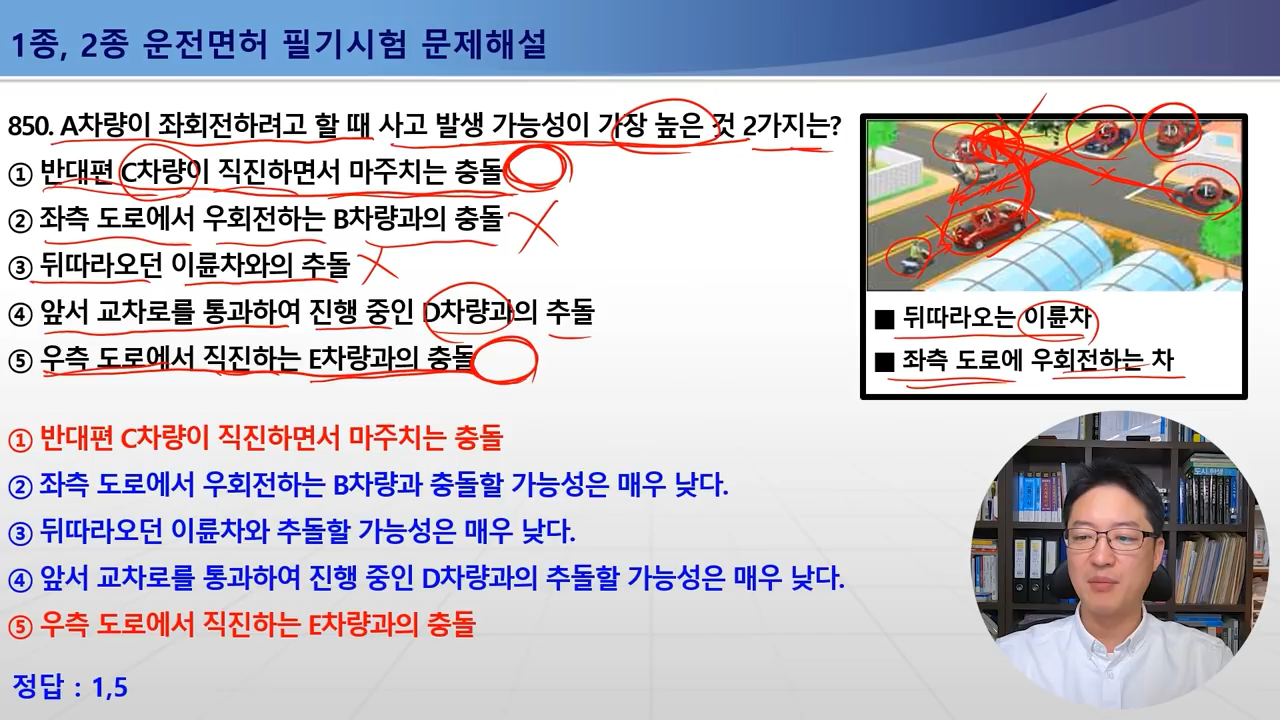 1종, 2종 운전면허 필기시험 문제해설
850. A차량이 좌회전하려고 할 때 사고 발생 가능성이 가장 높은 것 2가지는?
① 반대편 C차량이 직진하면서 마주치는 충돌
② 좌측 도로에서 우회전하는 B차량과의 충돌
③ 뒤따라오던 이륜차와의 추돌
④ 앞서 교차로를 통과하여 진행 중인 D차량과의 추돌
⑤ 우측 도로에서 직진하는 E차량과의 충돌
■ 뒤따라오는 이륜차
■ 좌측 도로에 우회전하는 차
① 반대편 C차량이 직진하면서 마주치는 충돌
② 좌측 도로에서 우회전하는 B차량과 충돌할 가능성은 매우 낮다.
③ 뒤따라오던 이륜차와 추돌할 가능성은 매우 낮다.
④ 앞서 교차로를 통과하여 진행 중인 D차량과의 추돌할 가능성은 매우 낮다.
⑤ 우측 도로에서 직진하는 E차량과의 충돌
정답 : 1,5